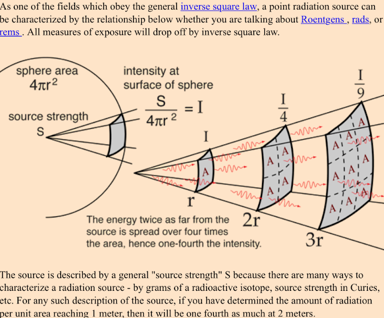 As one of the fields which obey the general inverse square law, a point radiation source can
be characterized by the relationship below whether you are talking about Roentgens , rads, or
rems . All measures of exposure will drop off by inverse square law.
sphere area
4πr²
source strength
S
intensity at
surface of sphere
S
4πr ² = I
I
I
4
I
9
A
A A
A A
A A A
A A A
A A A
r
2r
3r
The energy twice as far from the
source is spread over four times
the area, hence one-fourth the intensity.
The source is described by a general "source strength" S because there are many ways to
characterize a radiation source - by grams of a radioactive isotope, source strength in Curies,
etc. For any such description of the source, if you have determined the amount of radiation
per unit area reaching 1 meter, then it will be one fourth as much at 2 meters.